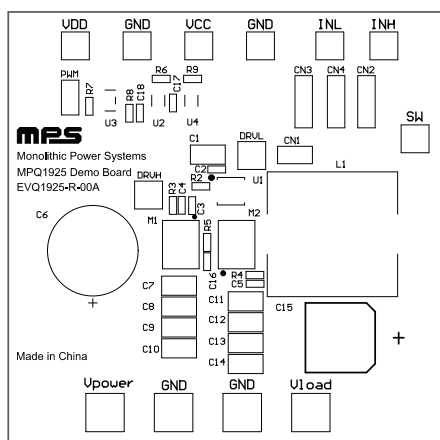 VDD GND VCC GND INL INH
PWM
R7
R6
R9
C17
R8
C18
U3
U2
U4
CN3
CN4
CN2
SW
mPS
Monolithic Power Systems
MPQ1925 Demo Board
EVQ1925-R-00A
C1
DRVL
CN1
C2
L1
R2
U1
DRVH
R3
C4
C3
C6
M1
M2
R5
C16
R4
C5
C7
C8
C9
C10
C11
C12
C13
C14
C15
+
+
Made in China
Vpower GND GND Vload